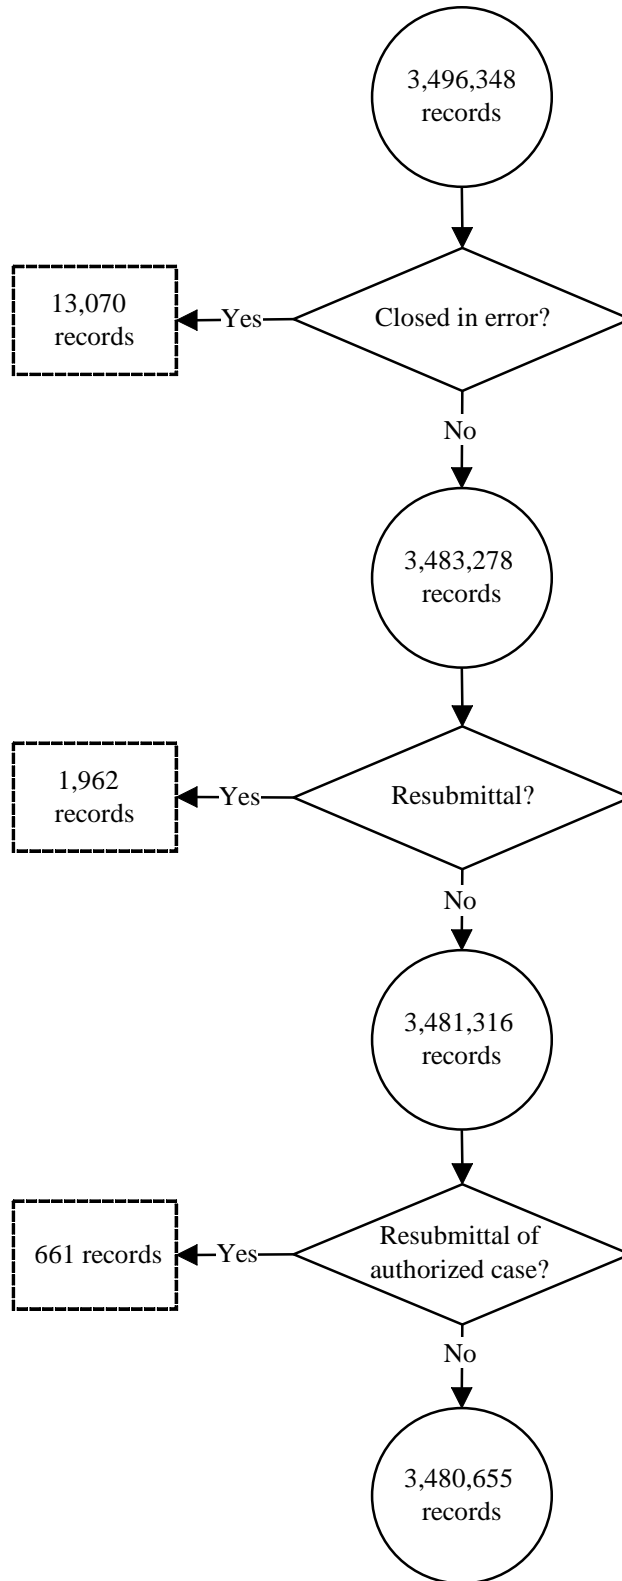 3,496,348
records
Closed in error?
Yes
13,070
records
No
3,483,278
records
Resubmittal?
Yes
1,962
records
No
3,481,316
records
Resubmittal of
authorized case?
Yes
661 records
No
3,480,655
records